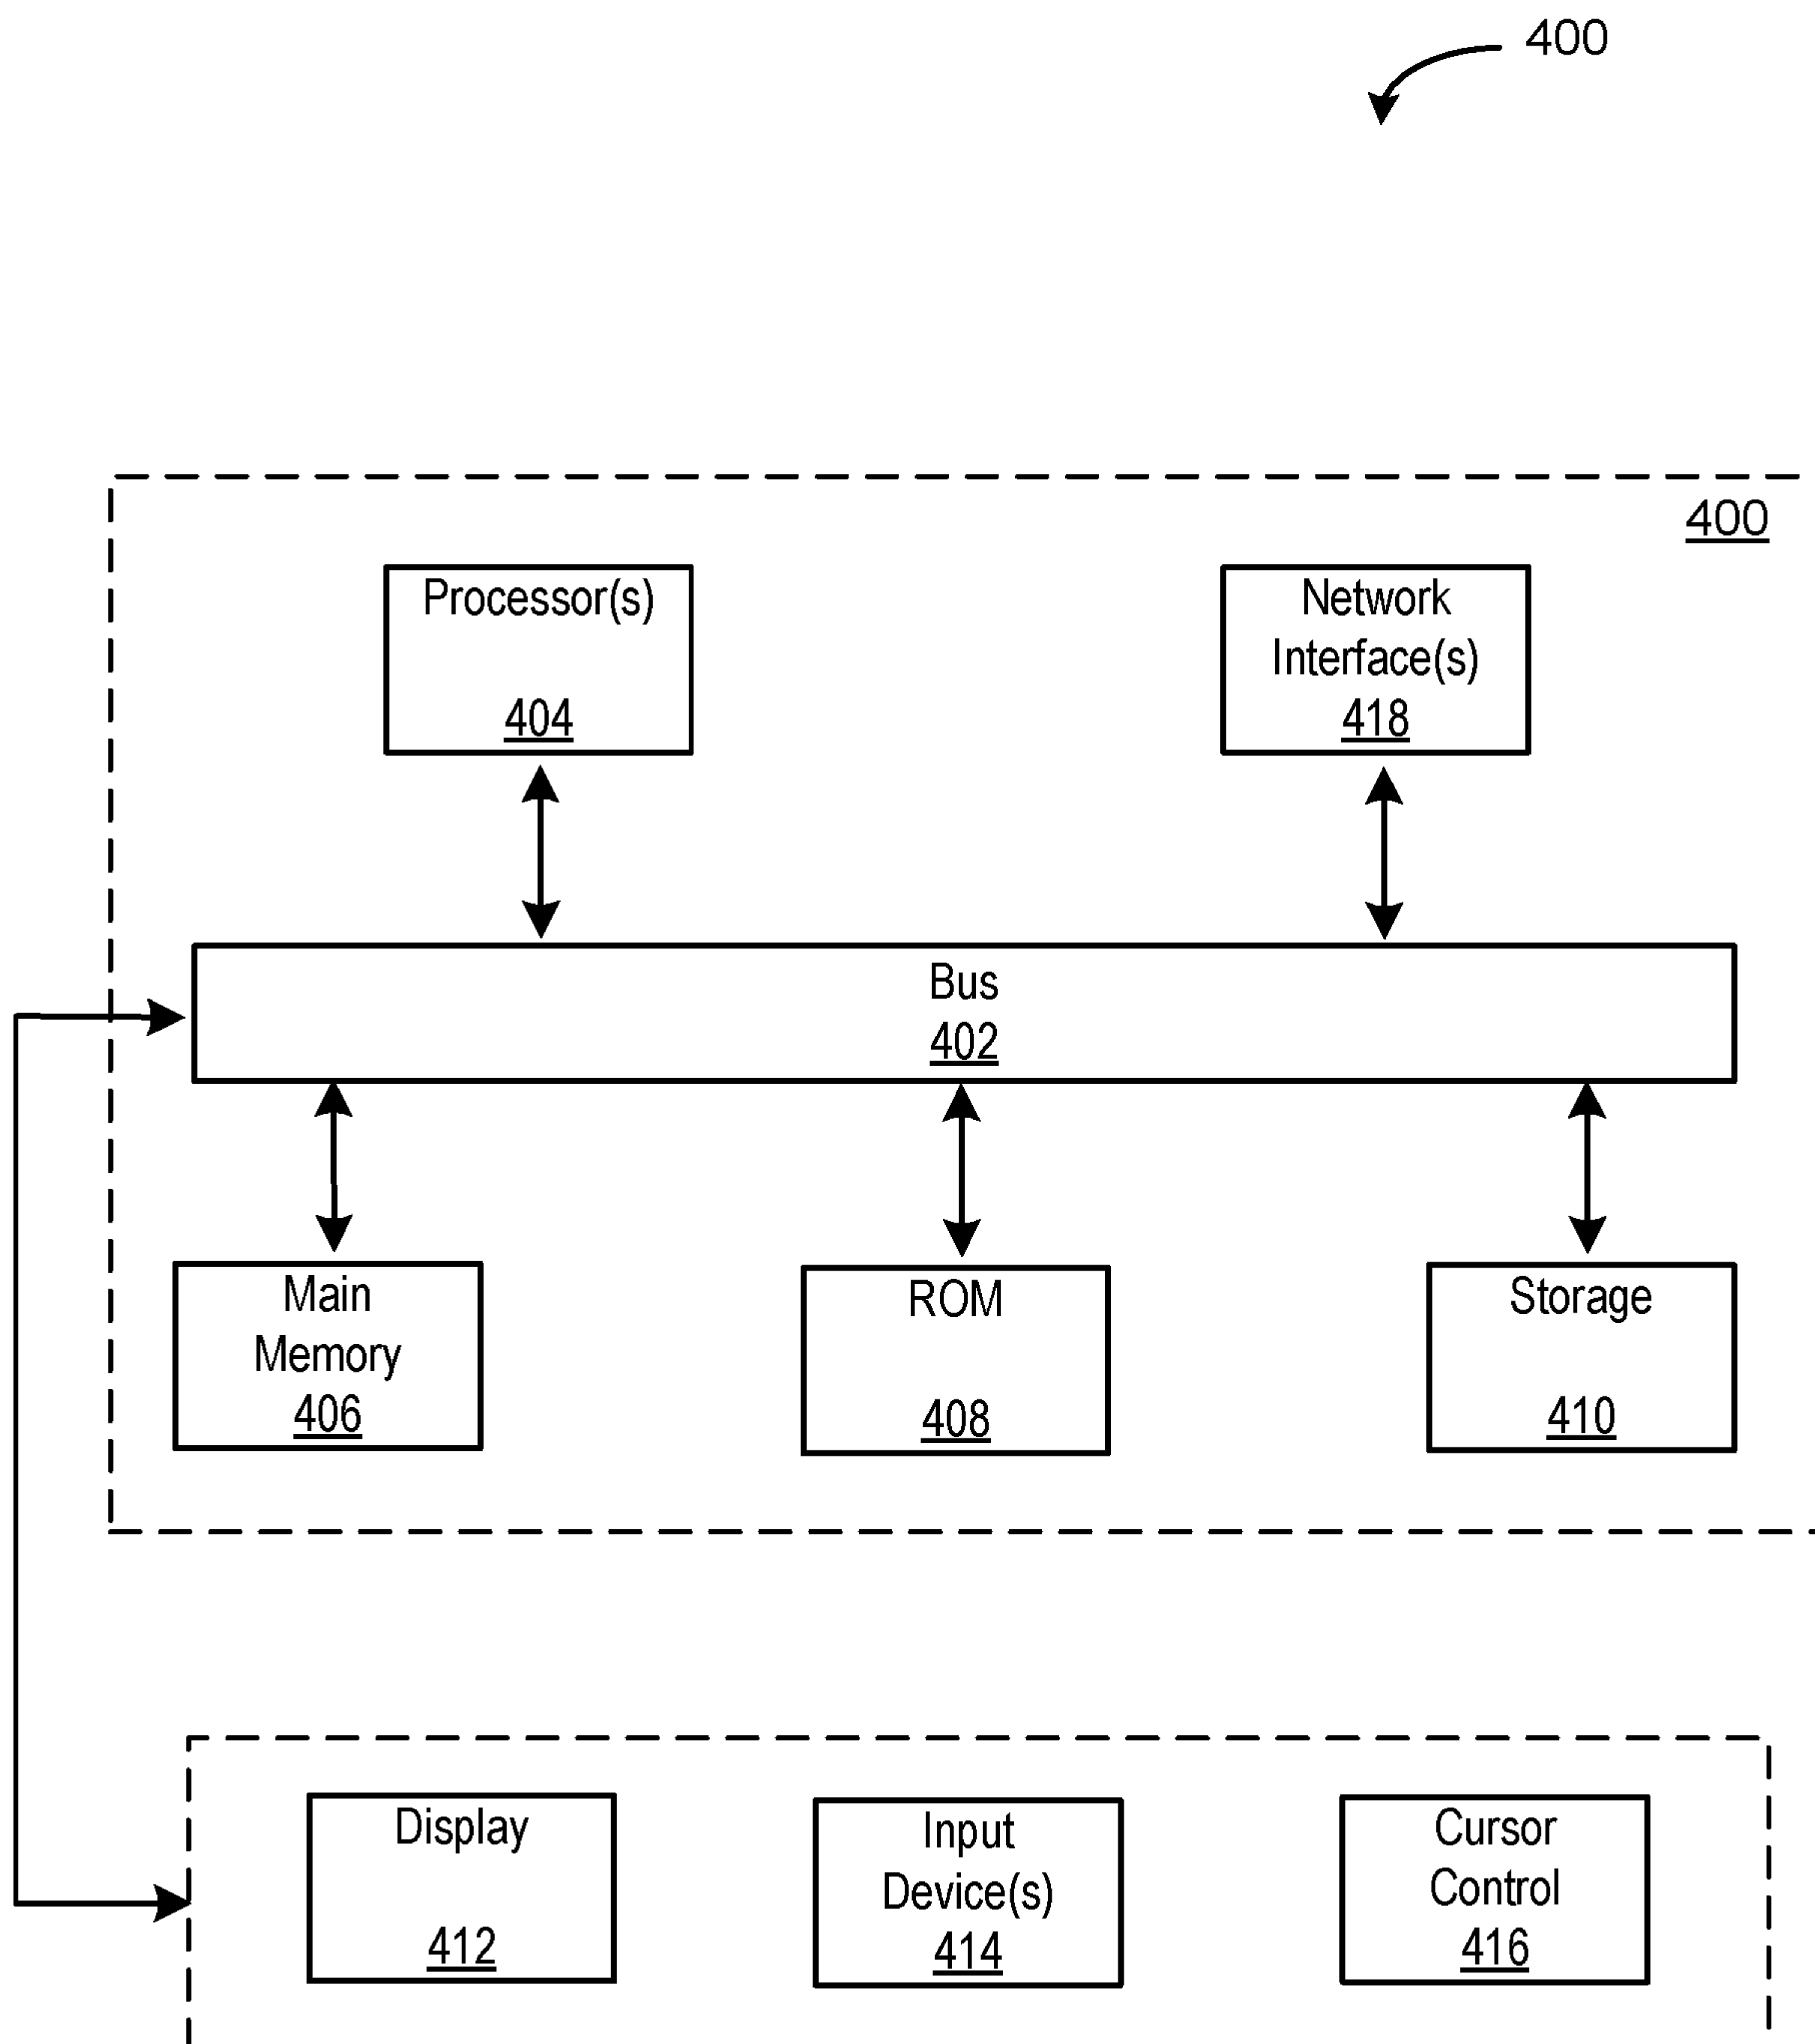 400
400
Processor(s)
404
Network
Interface(s)
418
Bus
402
Main
Memory
406
ROM
408
Storage
410
Display
412
Input
Device(s)
414
Cursor
Control
416